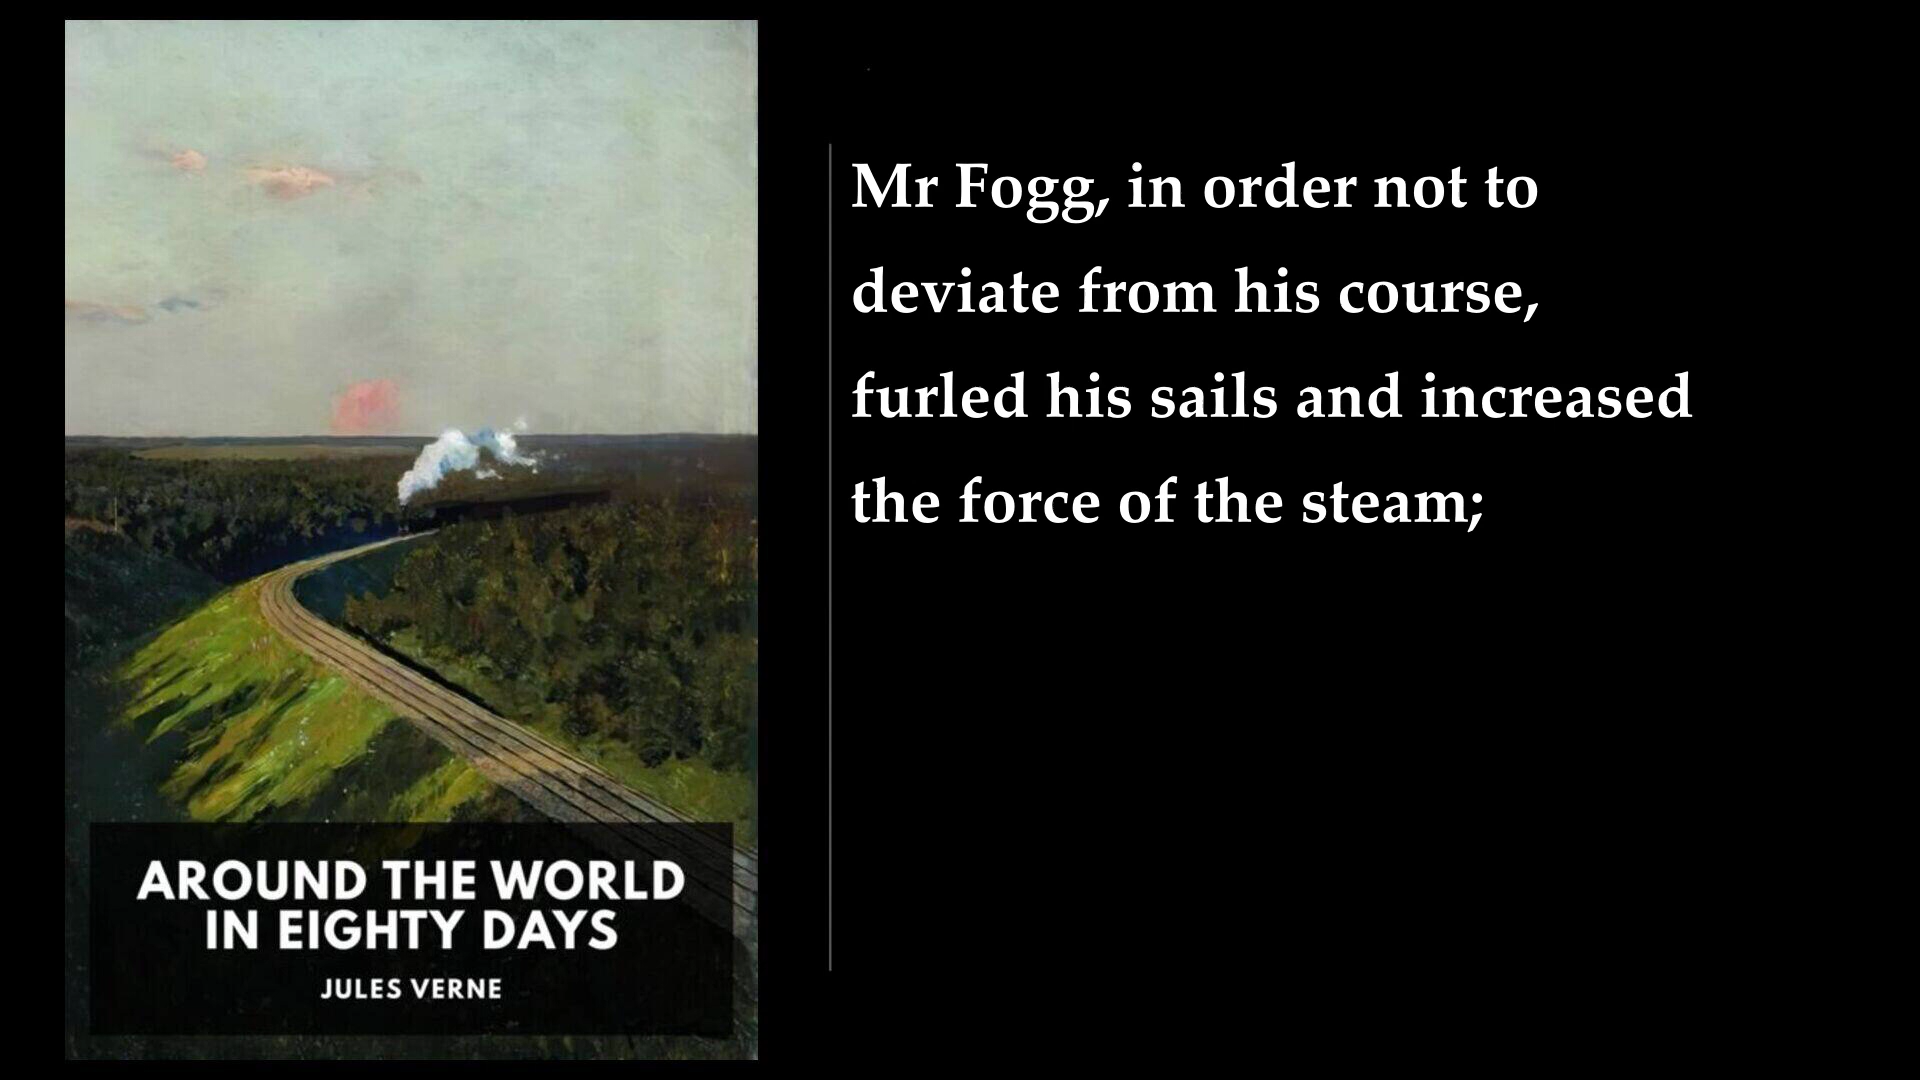 Mr Fogg, in order not to
deviate from his course,
furled his sails and increased
the force of the steam;
AROUND THE WORLD
IN EIGHTY DAYS
JULES VERNE